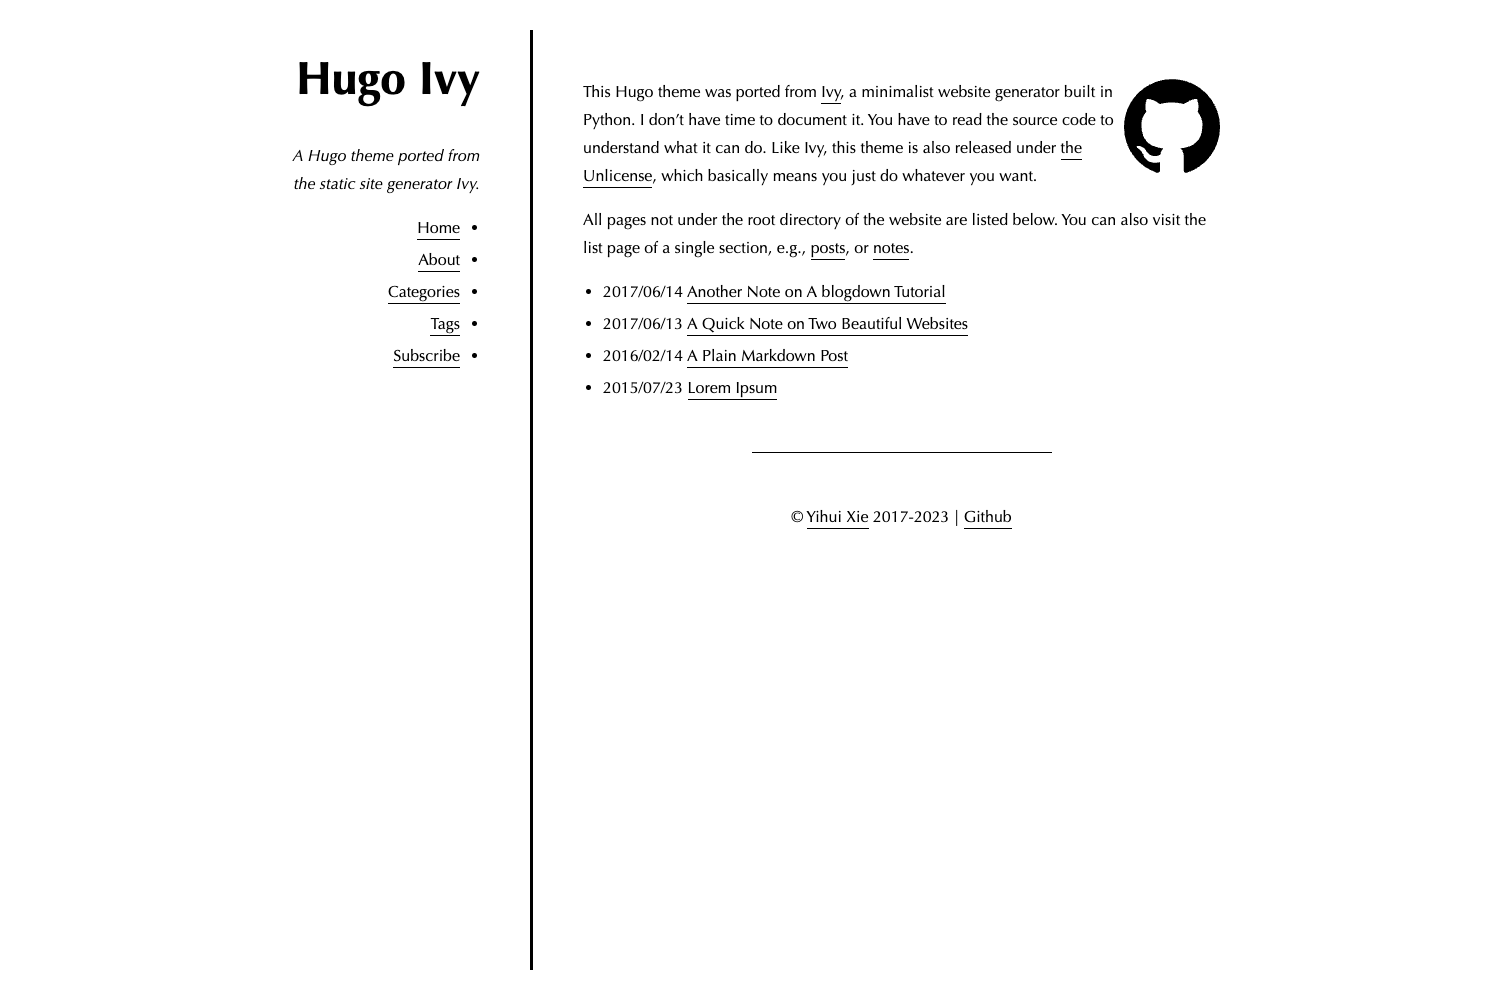 Hugo Ivy
A Hugo theme ported from
the static site generator Ivy.
Home •
About •
Categories •
Tags •
Subscribe •
This Hugo theme was ported from Ivy, a minimalist website generator built in
Python. I don’t have time to document it. You have to read the source code to
understand what it can do. Like Ivy, this theme is also released under the
Unlicense, which basically means you just do whatever you want.
All pages not under the root directory of the website are listed below. You can also visit the
list page of a single section, e.g., posts, or notes.
• 2017/06/14 Another Note on A blogdown Tutorial
• 2017/06/13 A Quick Note on Two Beautiful Websites
• 2016/02/14 A Plain Markdown Post
• 2015/07/23 Lorem Ipsum
© Yihui Xie 2017-2023 | Github